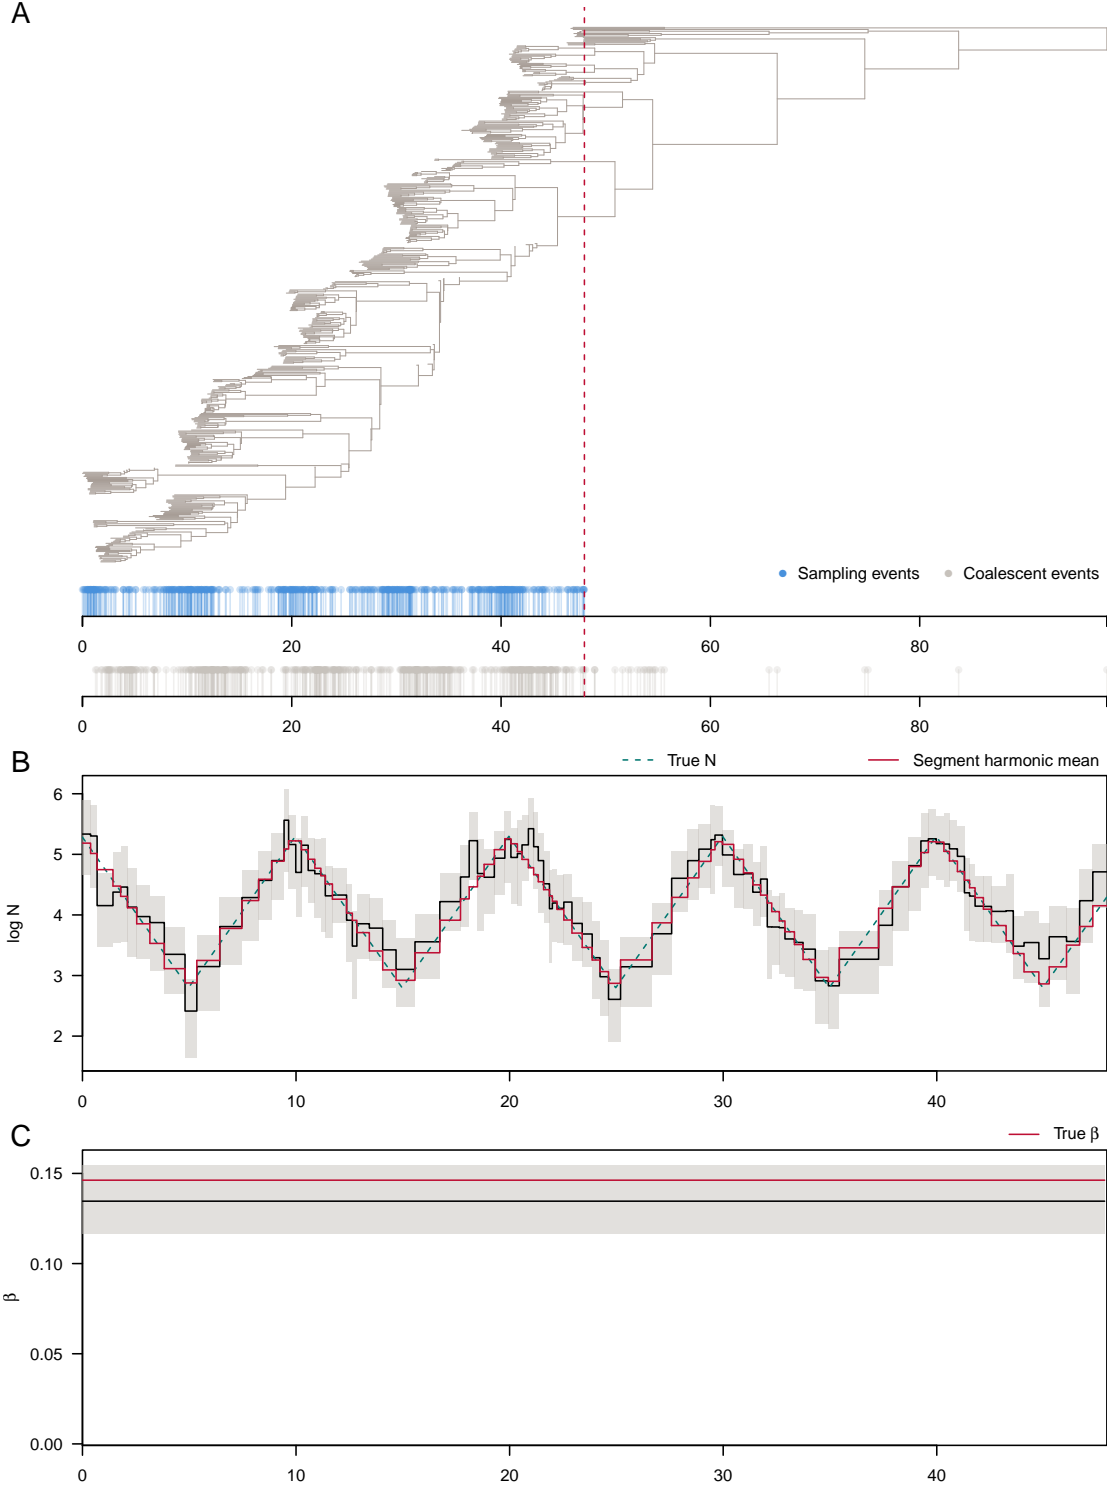 A
Sampling events Coalescent events
0 20 40 60 80
0 20 40 60 80
B
True N Segment harmonic mean
6
5
4
3
2
log N
0 10 20 30 40
C
True β
0.15
0.10
0.05
0.00
β
0 10 20 30 40